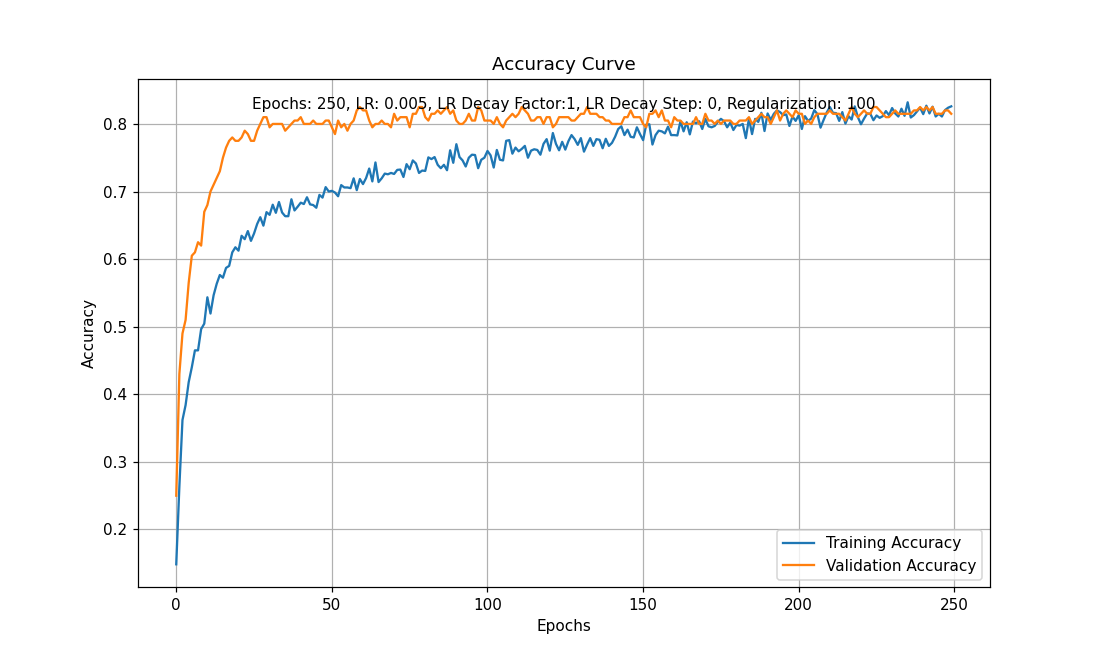 Accuracy Curve
Epochs: 250, LR: 0.005, LR Decay Factor:1, LR Decay Step: 0, Regularization: 100
Accuracy
0.8
0.7
0.6
0.5
0.4
0.3
0.2
Training Accuracy
Validation Accuracy
0 50 100 150 200 250
Epochs